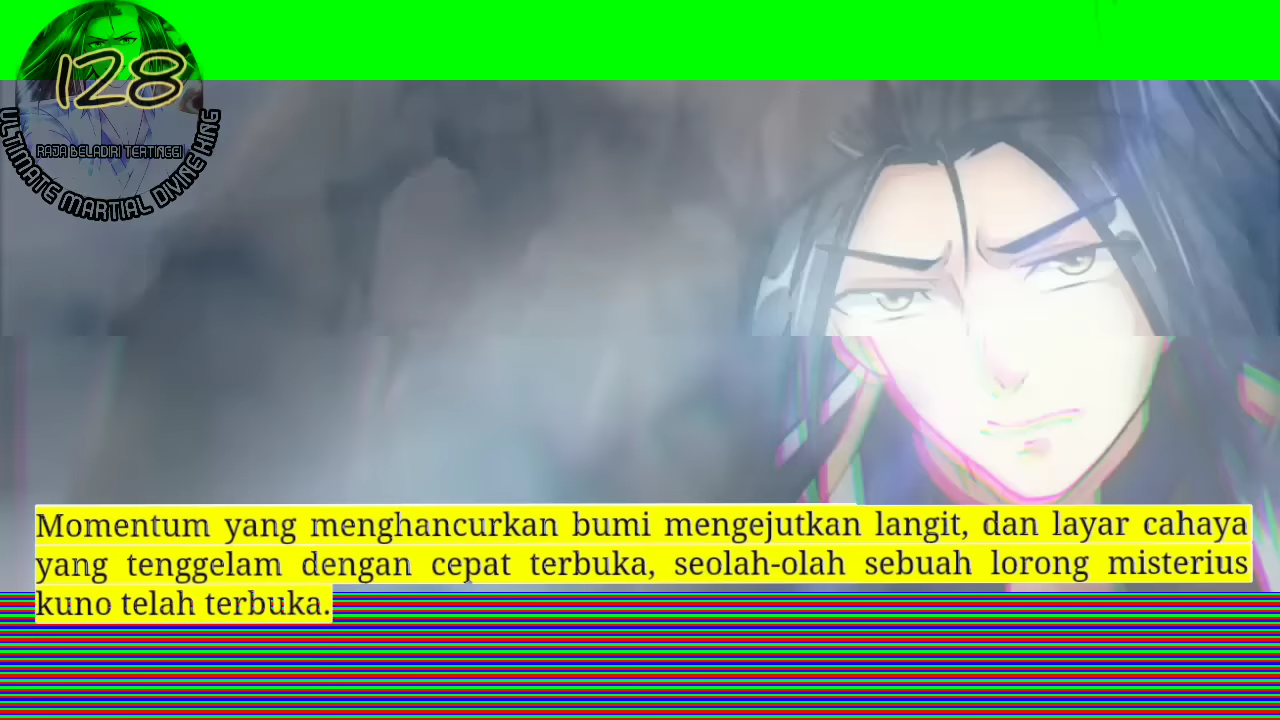 128
RAJA BELADIRI TERTINGGI
ULTIMATE MARTIAL DIVINE KING
Momentum yang menghancurkan bumi mengejutkan langit, dan layar cahaya
yang tenggelam dengan cepat terbuka, seolah-olah sebuah lorong misterius
kuno telah terbuka.